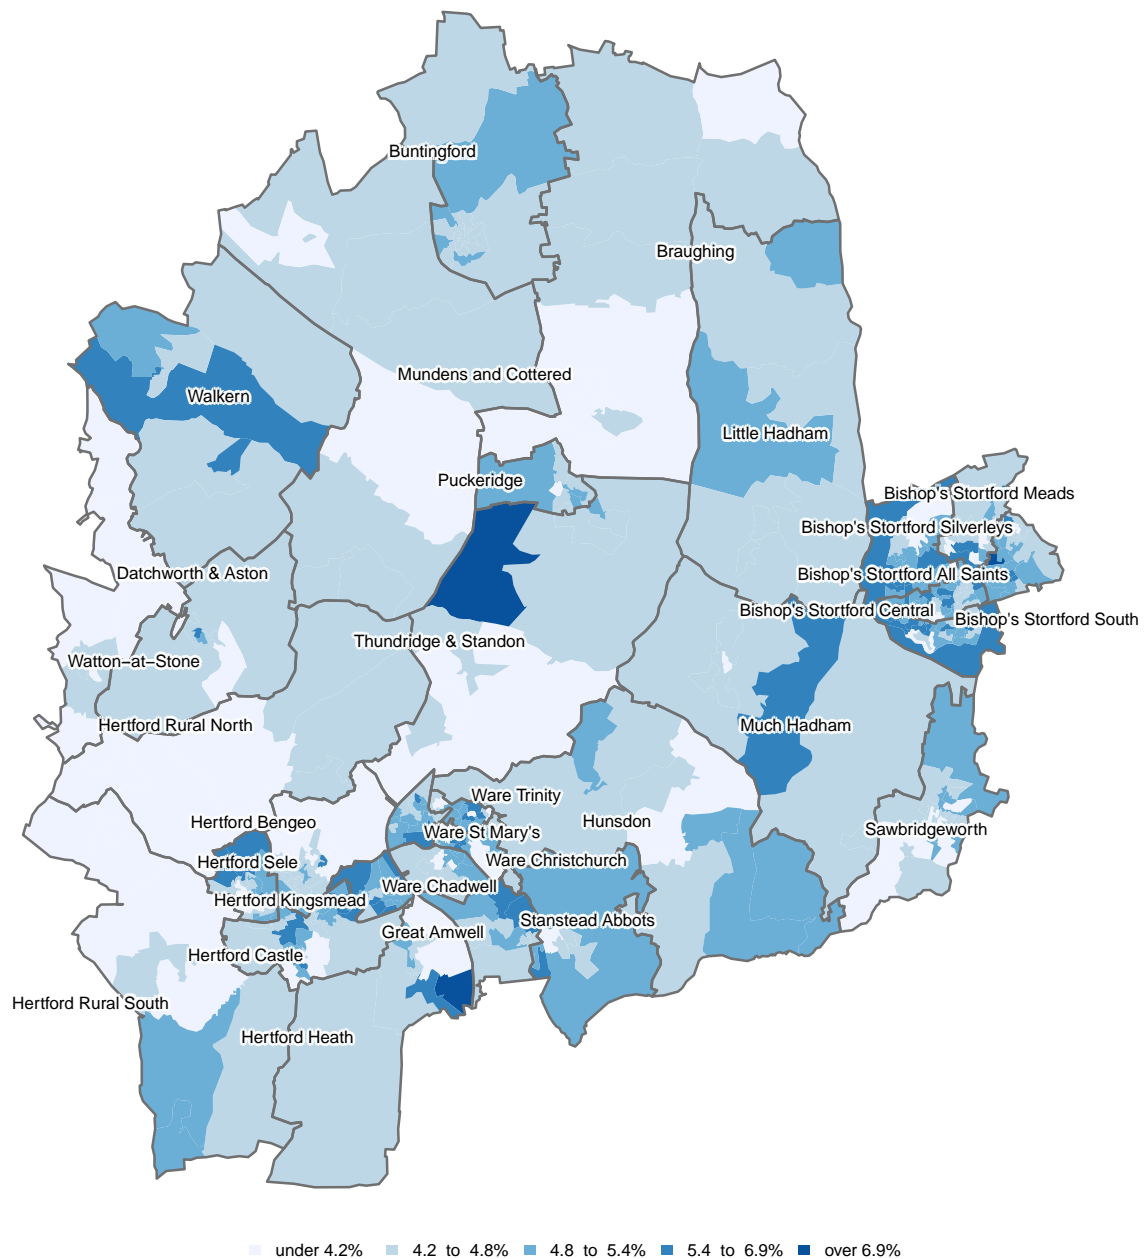 Buntingford
Braughing
Mundens and Cottered
Walkern
Little Hadham
Puckeridge
Bishop's Stortford Meads
Bishop's Stortford Silverleys
Datchworth & Aston
Bishop's Stortford All Saints
Bishop's Stortford Central
Bishop's Stortford South
Thundridge & Standon
Watton–at–Stone
Hertford Rural North
Much Hadham
Ware Trinity
Hertford Bengeo
Hunsdon
Ware St Mary's
Sawbridgeworth
Hertford Sele
Ware Christchurch
Ware Chadwell
Hertford Kingsmead
Stanstead Abbots
Great Amwell
Hertford Castle
Hertford Rural South
Hertford Heath
under 4.2% 4.2 to 4.8% 4.8 to 5.4% 5.4 to 6.9% over 6.9%